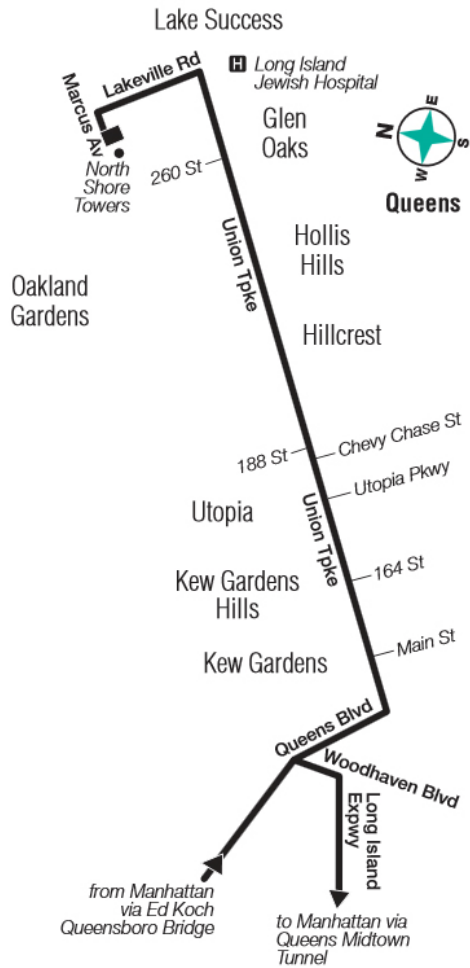 Lake Success
Lakeville Rd
H
Long Island
Jewish Hospital
Marcus Av
North
Shore
Towers
260 St
Glen
Oaks
E
N
S
W
Queens
Union Tpke
Hollis
Hills
Oakland
Gardens
Hillcrest
188 St
Chevy Chase St
Utopia Pkwy
Utopia
Union Tpke
164 St
Kew Gardens
Hills
Main St
Kew Gardens
Queens Blvd
Woodhaven Blvd
Long Island
Expwy
from Manhattan
via Ed Koch
Queensboro Bridge
to Manhattan via
Queens Midtown
Tunnel